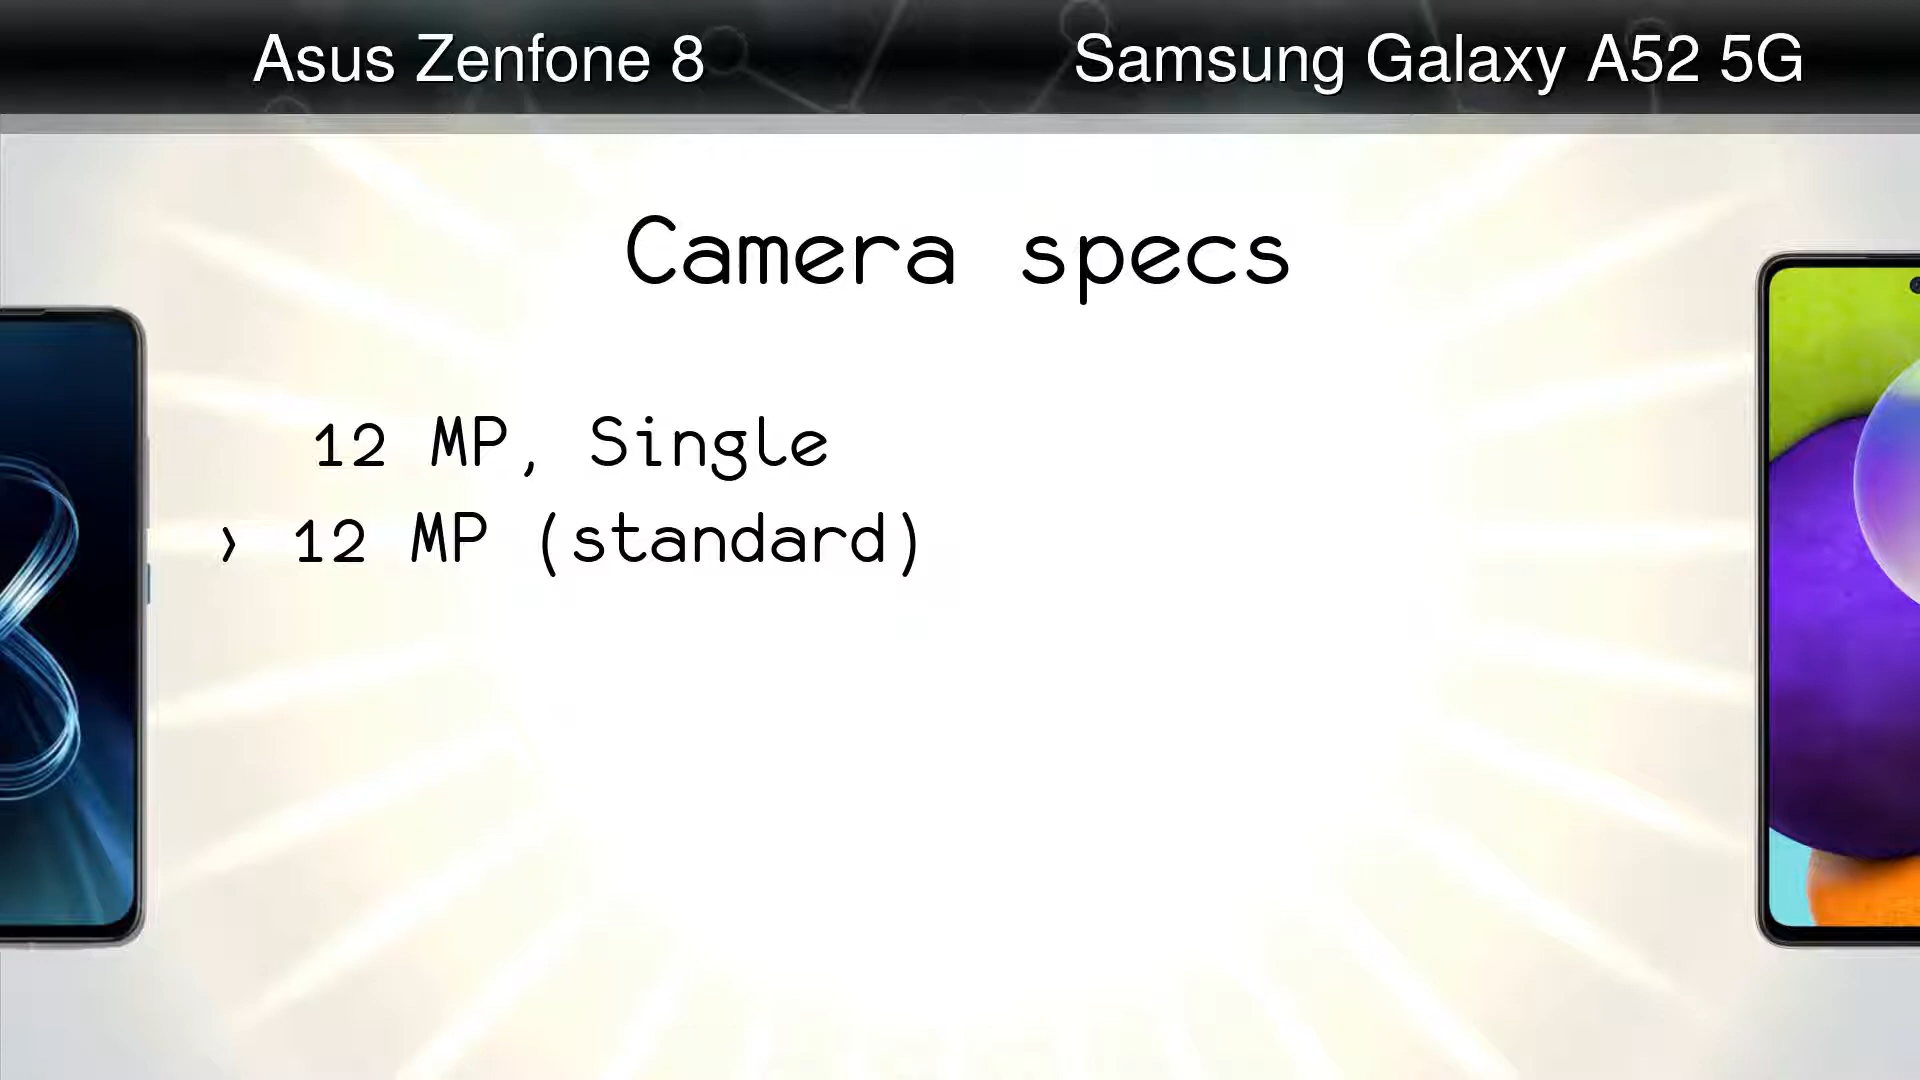 Asus Zenfone 8
Samsung Galaxy A52 5G
Camera specs
12 MP, Single
› 12 MP (standard)